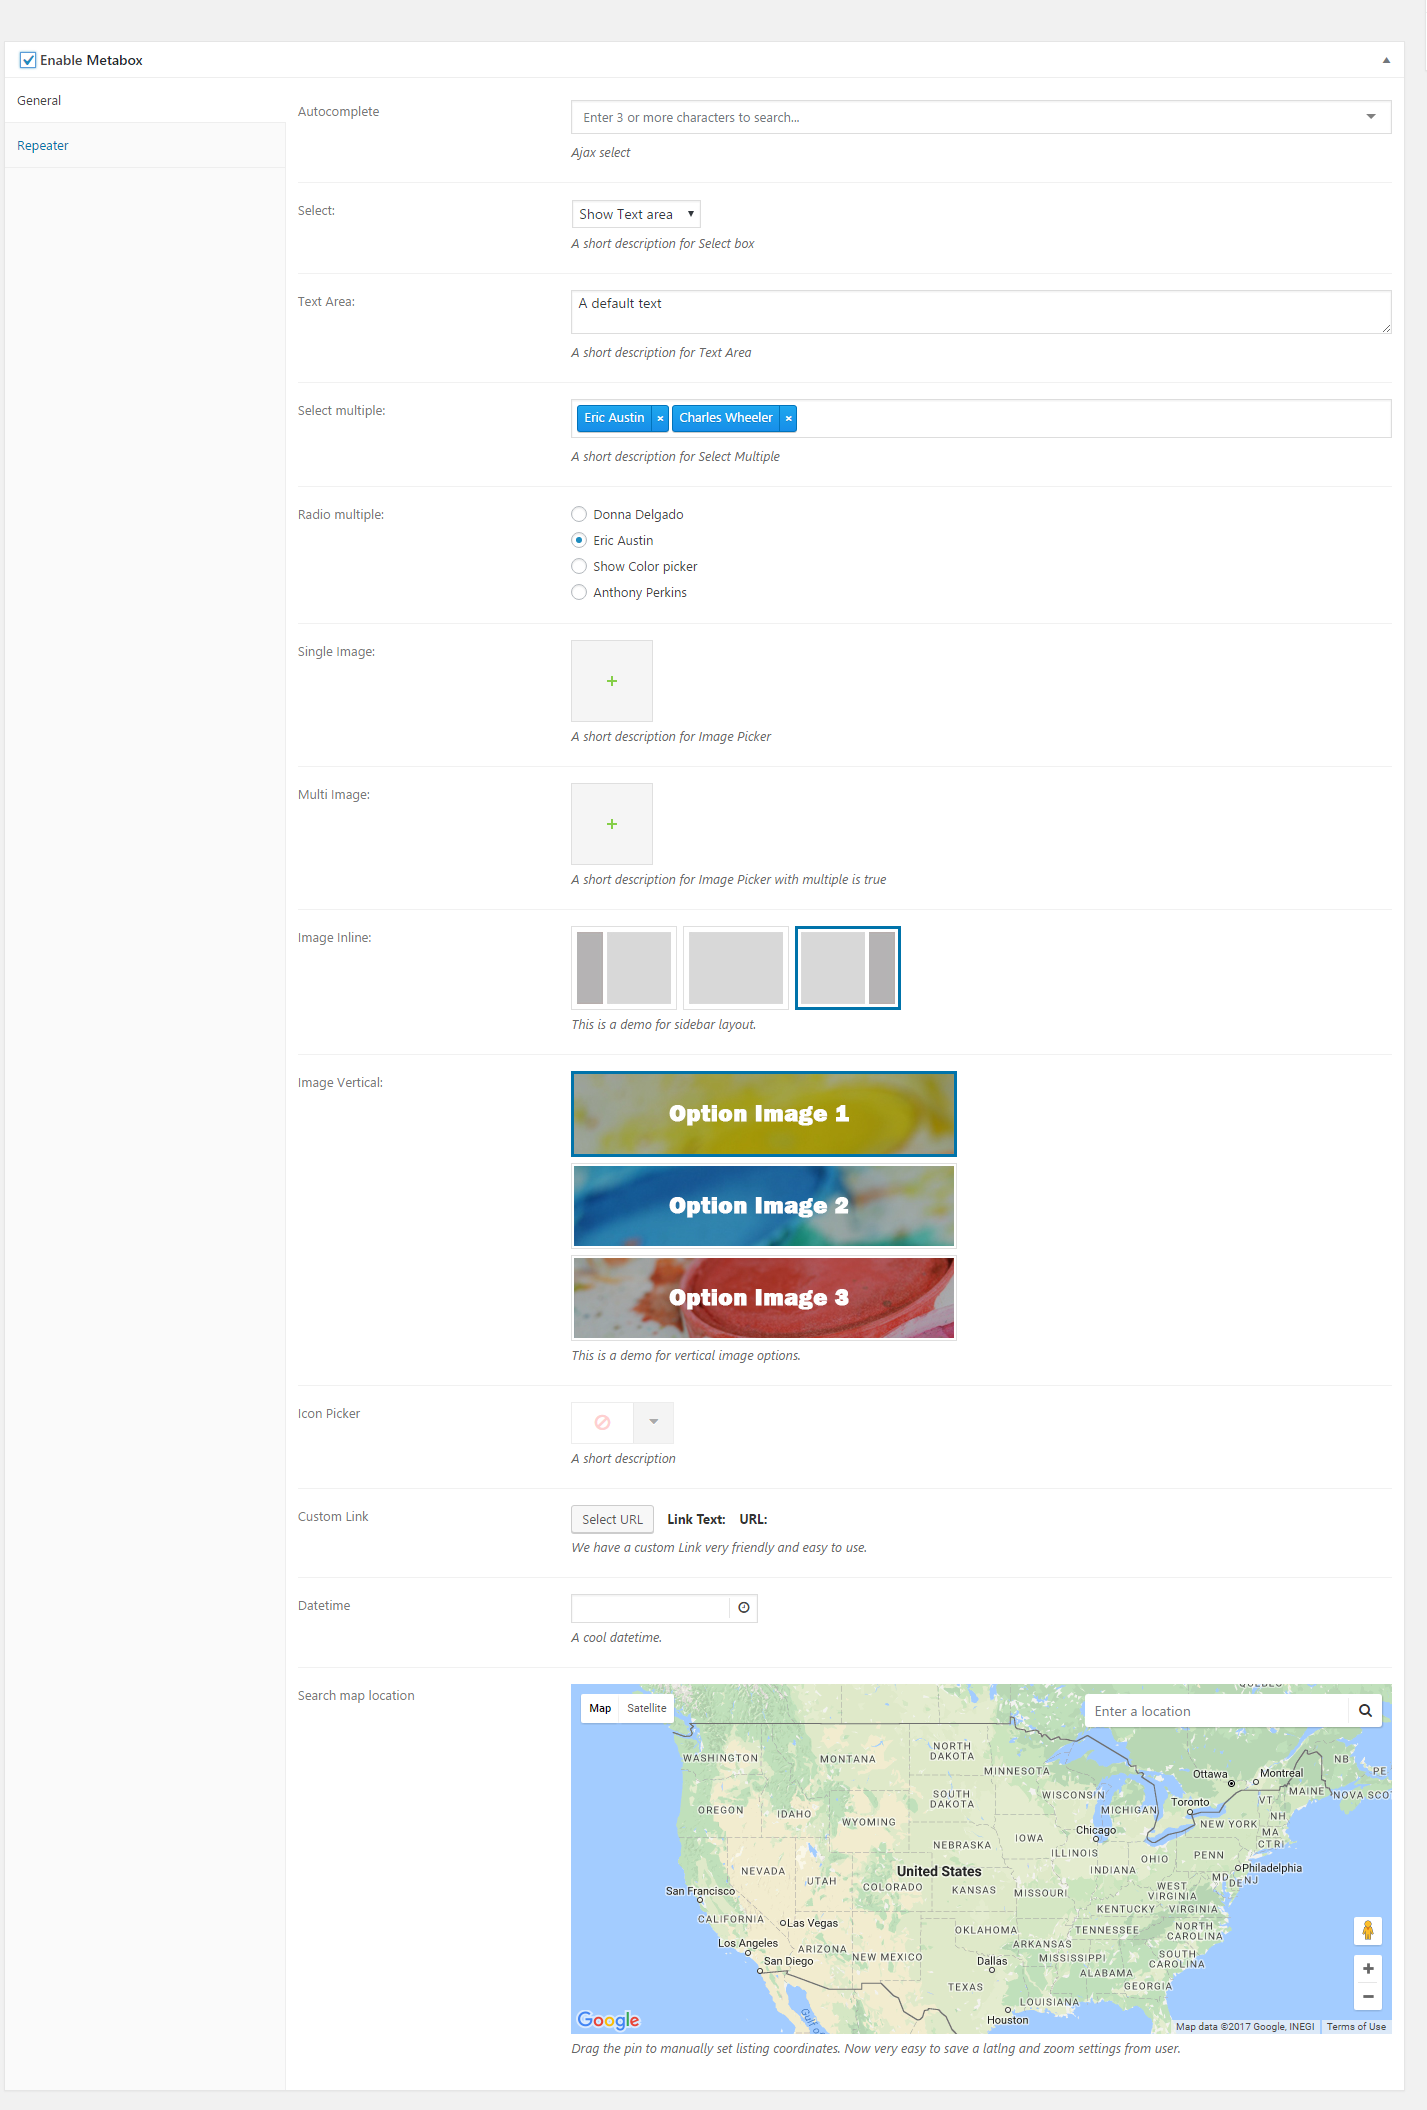 Enable Metabox
General
Repeater
Autocomplete
Enter 3 or more characters to search...
Ajax select
Select:
Show Text area
A short description for Select box
Text Area:
A default text
A short description for Text Area
Select multiple:
Eric Austin × Charles Wheeler ×
A short description for Select Multiple
Radio multiple:
Donna Delgado
Eric Austin
Show Color picker
Anthony Perkins
Single Image:
+
A short description for Image Picker
Multi Image:
+
A short description for Image Picker with multiple is true
Image Inline:
This is a demo for sidebar layout.
Image Vertical:
Option Image 1
Option Image 2
Option Image 3
This is a demo for vertical image options.
Icon Picker
A short description
Custom Link
Select URL Link Text: URL:
We have a custom Link very friendly and easy to use.
Datetime
A cool datetime.
Search map location
Map Satellite
Enter a location
QUEBEC
WASHINGTON
MONTANA
NORTH
DAKOTA
MINNESOTA
Ottawa
Montreal
NB
PE
SOUTH
DAKOTA
WISCONSIN
MICHIGAN
Toronto
VT
MAINE
NOVA SCO
OREGON
IDAHO
WYOMING
NH
NEW YORK
MA
CT RI
Chicago
IOWA
NEBRASKA
ILLINOIS
INDIANA
OHIO
PENN
Philadelphia
MD
DE
NJ
NEVADA
UTAH
United States
COLORADO
KANSAS
MISSOURI
WEST
VIRGINIA
KENTUCKY
VIRGINIA
San Francisco
CALIFORNIA
Las Vegas
OKLAHOMA
TENNESSEE
NORTH
CAROLINA
Los Angeles
ARIZONA
NEW MEXICO
ARKANSAS
MISSISSIPPI
SOUTH
CAROLINA
San Diego
Dallas
ALABAMA
TEXAS
GEORGIA
LOUISIANA
Houston
Gulf of
+
−
Google
Map data ©2017 Google, INEGI Terms of Use
Drag the pin to manually set listing coordinates. Now very easy to save a latlng and zoom settings from user.